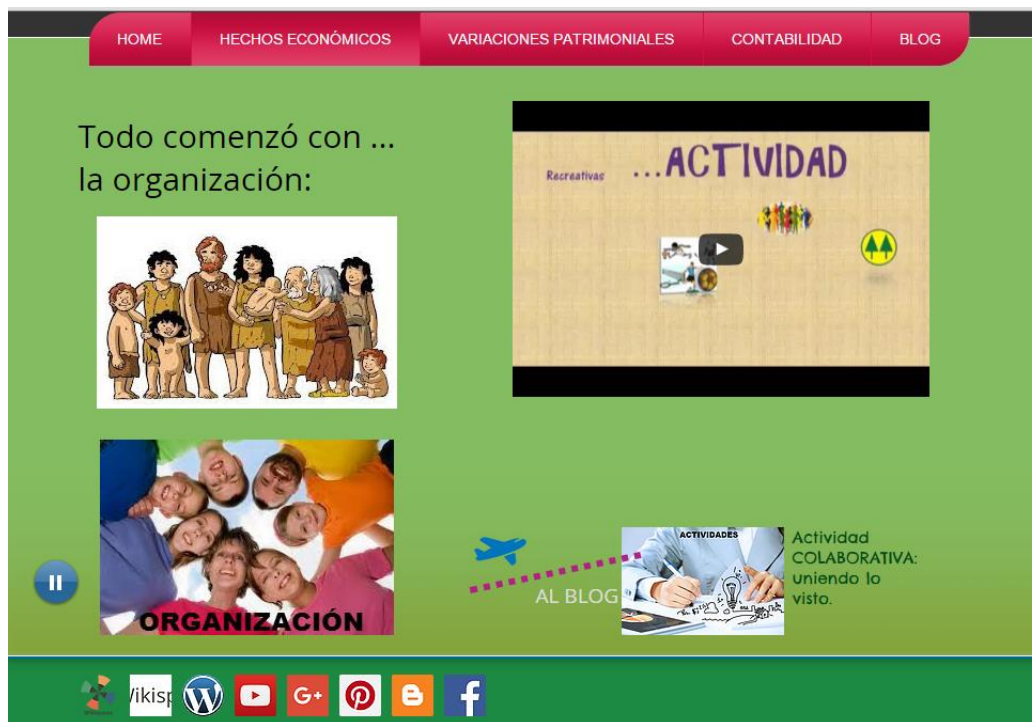 HOME
HECHOS ECONÓMICOS
VARIACIONES PATRIMONIALES
CONTABILIDAD
BLOG
Todo comenzó con ...
la organización:
Recreativas
...ACTIVIDAD
ORGANIZACIÓN
AL BLOG
ACTIVIDADES
Actividad
COLABORATIVA:
uniendo lo
visto.
G+